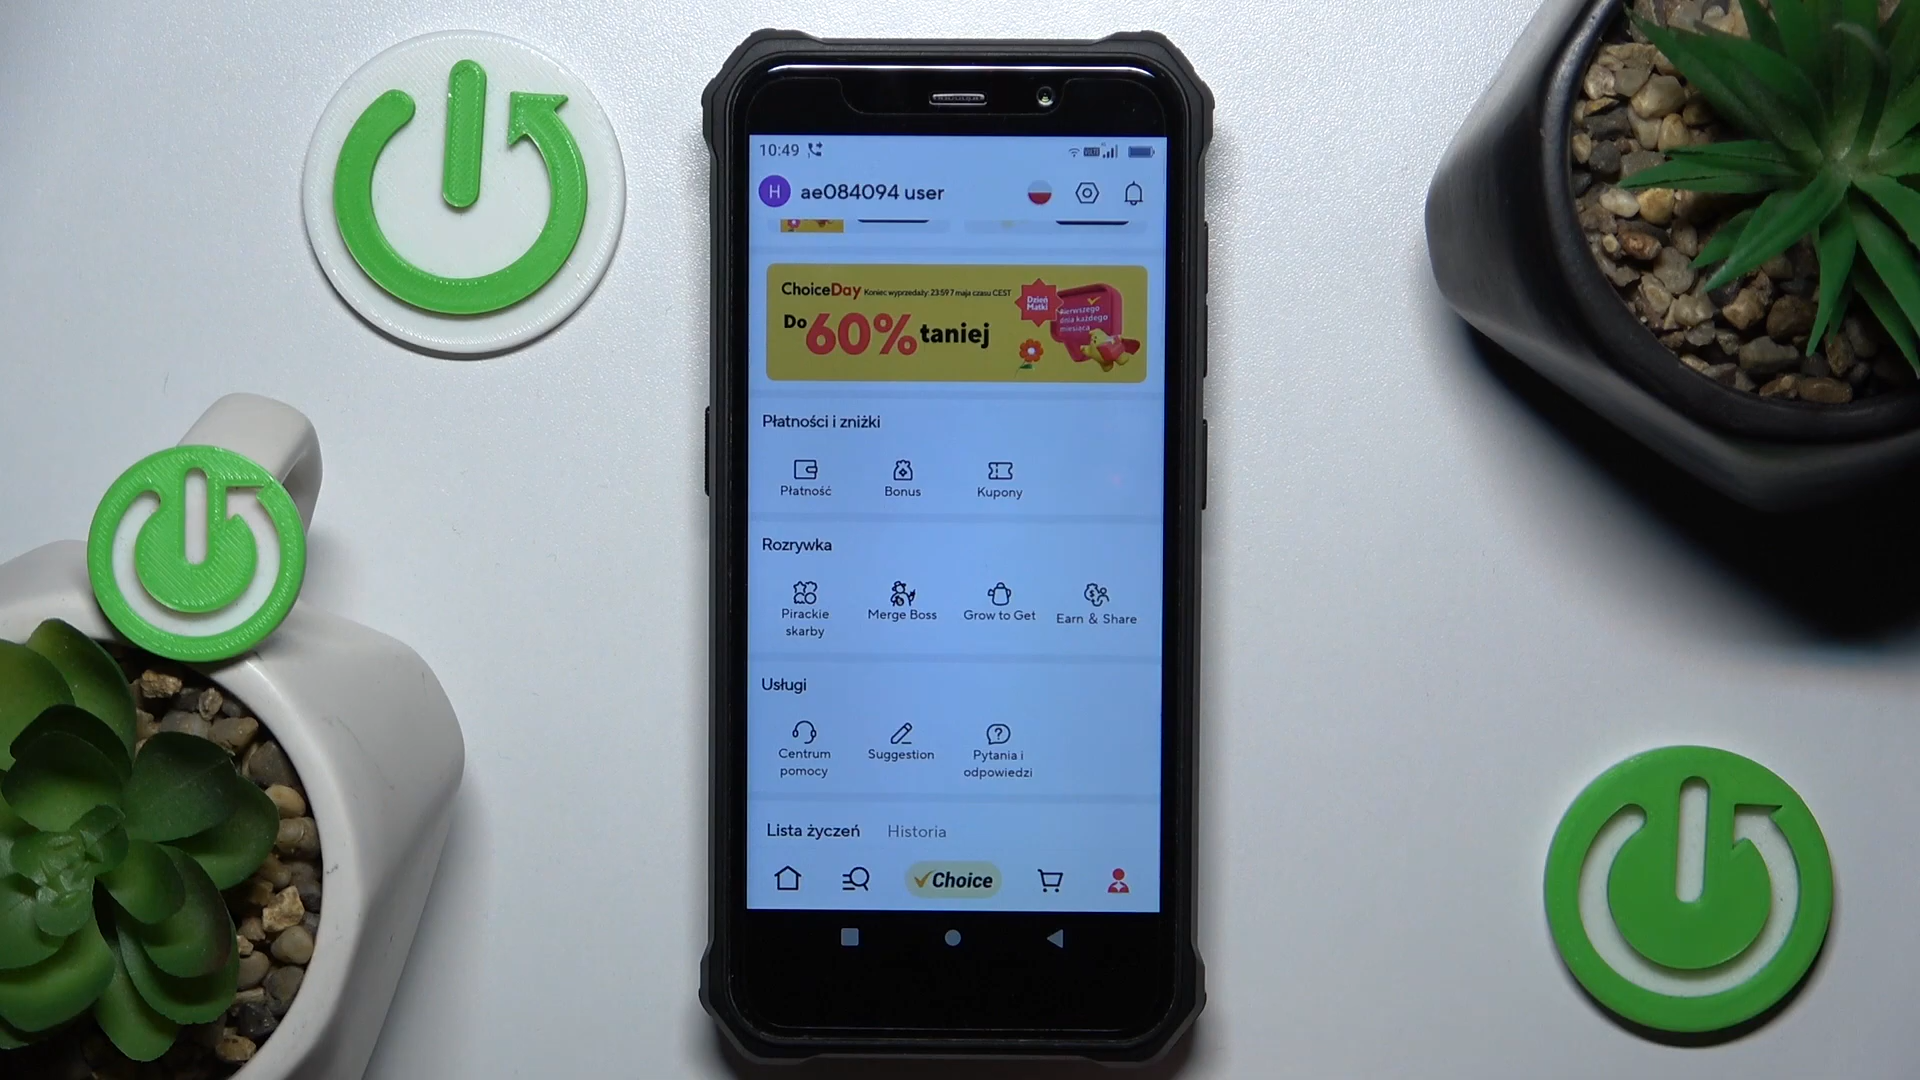 10:49
H ae084094 user
ChoiceDay Koniec wyprzedaży: 23:59 7 maja czasu CEST
Do 60% taniej
Dzień
Matki
Pierwszego
dnia każdego
miesiąca
Płatności i zniżki
Płatność Bonus Kupony
Rozrywka
Pirackie
skarby
Merge Boss Grow to Get Earn & Share
Usługi
Centrum
pomocy
Suggestion
Pytania i
odpowiedzi
Lista życzeń Historia
Choice